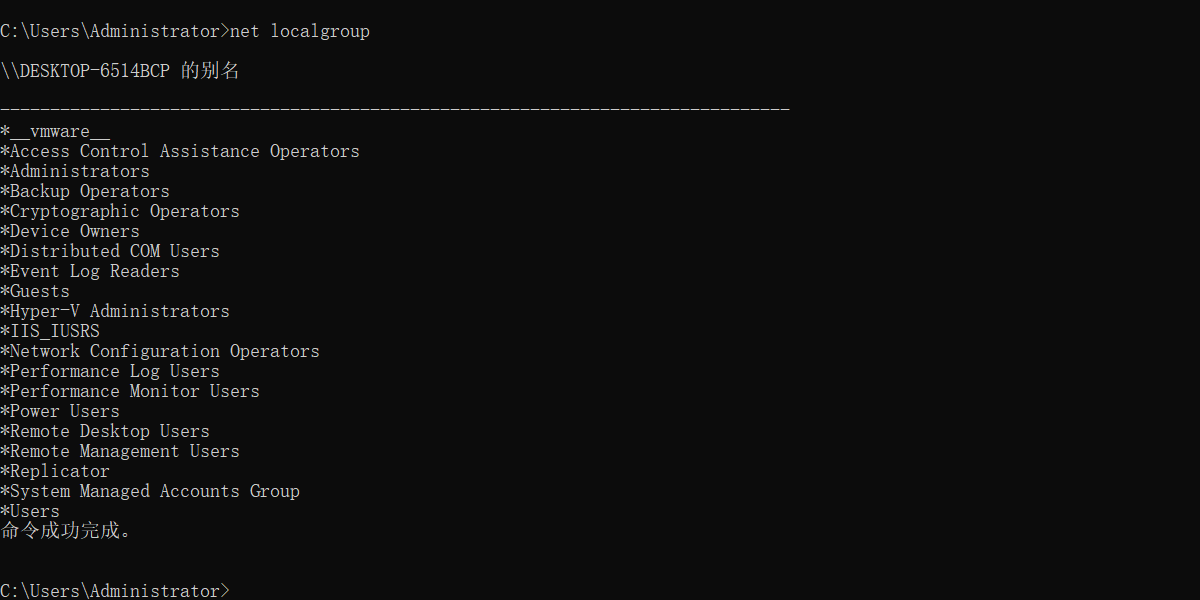 C:\Users\Administrator>net localgroup
\\DESKTOP-6514BCP 的别名
-------------------------------------------------------------------------------
*__vmware__
*Access Control Assistance Operators
*Administrators
*Backup Operators
*Cryptographic Operators
*Device Owners
*Distributed COM Users
*Event Log Readers
*Guests
*Hyper-V Administrators
*IIS_IUSRS
*Network Configuration Operators
*Performance Log Users
*Performance Monitor Users
*Power Users
*Remote Desktop Users
*Remote Management Users
*Replicator
*System Managed Accounts Group
*Users
命令成功完成。
C:\Users\Administrator>